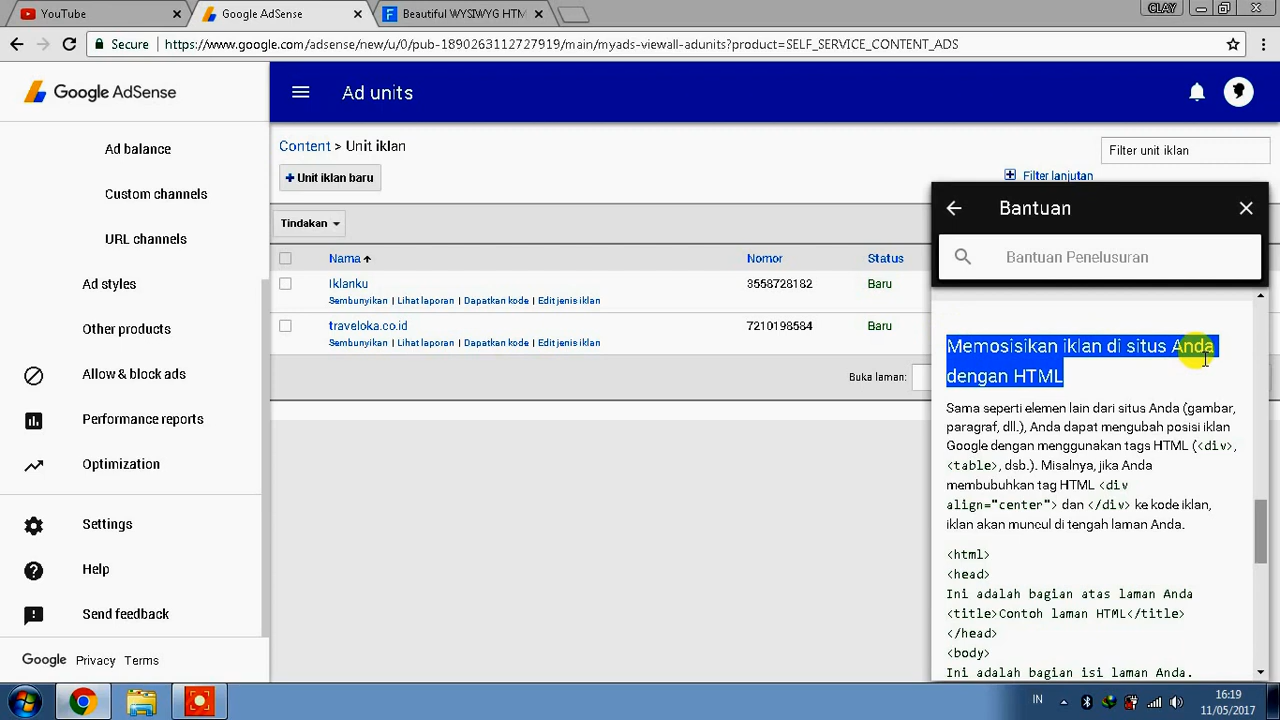 YouTube
Google AdSense
Beautiful WYSIWYG HTM
CLAY
Secure
https://www.google.com/adsense/new/u/0/pub-1890263112727919/main/myads-viewall-adunits?product=SELF_SERVICE_CONTENT_ADS
Google AdSense
Ad units
Ad balance
Custom channels
URL channels
Ad styles
Other products
Allow & block ads
Performance reports
Optimization
Settings
Help
Send feedback
Google Privacy Terms
Content > Unit iklan
Filter unit iklan
+ Unit iklan baru
Filter lanjutan
Tindakan
Nama Nomor Status
Iklanku 3558728182 Baru
Sembunyikan | Lihat laporan | Dapatkan kode | Edit jenis iklan
traveloka.co.id 7210198584 Baru
Sembunyikan | Lihat laporan | Dapatkan kode | Edit jenis iklan
Buka laman:
Bantuan
Bantuan Penelusuran
Memosisikan iklan di situs Anda
dengan HTML
Sama seperti elemen lain dari situs Anda (gambar,
paragraf, dll.), Anda dapat mengubah posisi iklan
Google dengan menggunakan tags HTML (<div>,
<table>, dsb.). Misalnya, jika Anda
membubuhkan tag HTML <div
align="center"> dan </div> ke kode iklan,
iklan akan muncul di tengah laman Anda.
<html>
<head>
Ini adalah bagian atas laman Anda
<title>Contoh laman HTML</title>
</head>
<body>
Ini adalah bagian isi laman Anda.
IN
16:19
11/05/2017